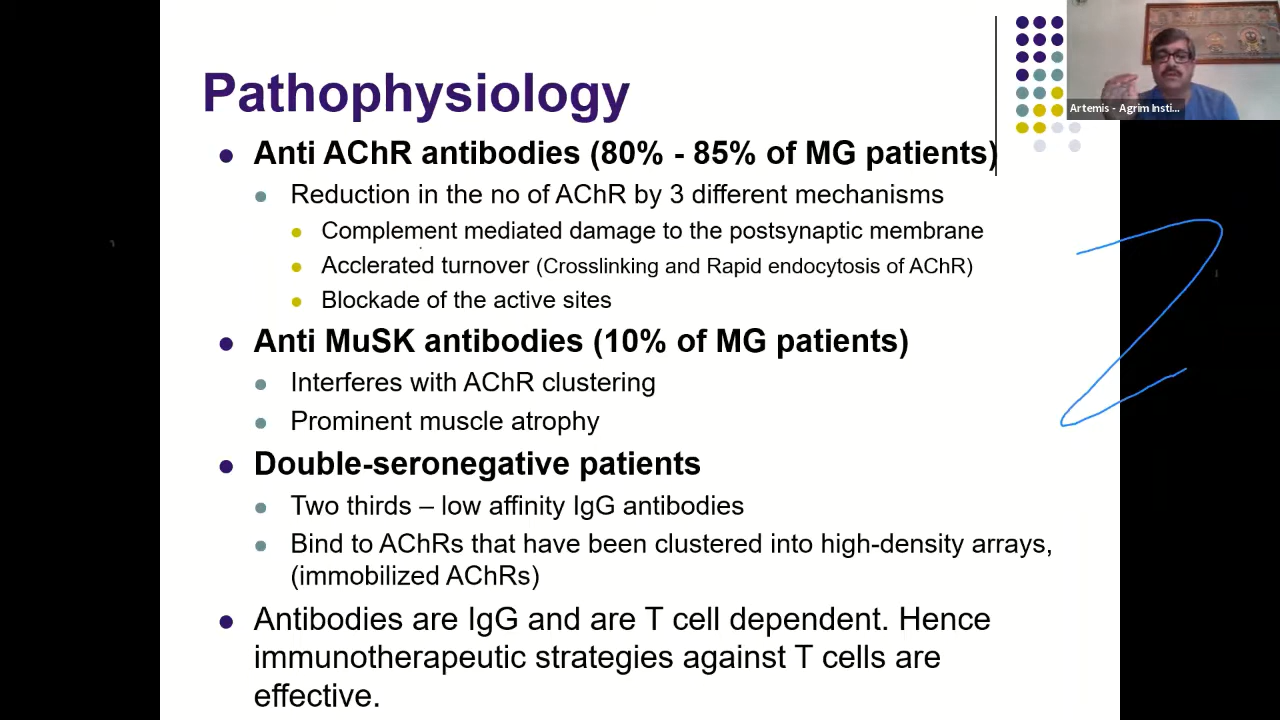 Pathophysiology
Anti AChR antibodies (80% - 85% of MG patients)
Reduction in the no of AChR by 3 different mechanisms
Complement mediated damage to the postsynaptic membrane
Acclerated turnover (Crosslinking and Rapid endocytosis of AChR)
Blockade of the active sites
Anti MuSK antibodies (10% of MG patients)
Interferes with AChR clustering
Prominent muscle atrophy
Double-seronegative patients
Two thirds – low affinity IgG antibodies
Bind to AChRs that have been clustered into high-density arrays,
(immobilized AChRs)
Antibodies are IgG and are T cell dependent. Hence
immunotherapeutic strategies against T cells are
effective.
Artemis - Agrim Insti...